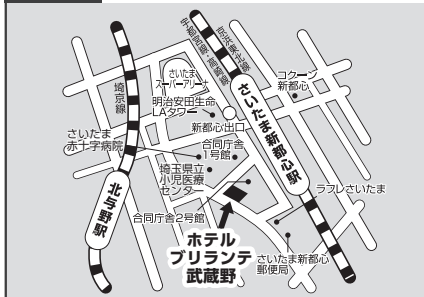 宇都宮線・高崎線
京浜東北線
埼京線
さいたま
スーパーアリーナ
コクーン
新都心
明治安田生命
LAタワー
新都心出口
さいたま新都心駅
さいたま
赤十字病院
合同庁舎
1号館
埼玉県立
小児医療
センター
北与野駅
ラフレさいたま
合同庁舎2号館
ホテル
ブリランテ
武蔵野
さいたま新都心
郵便局